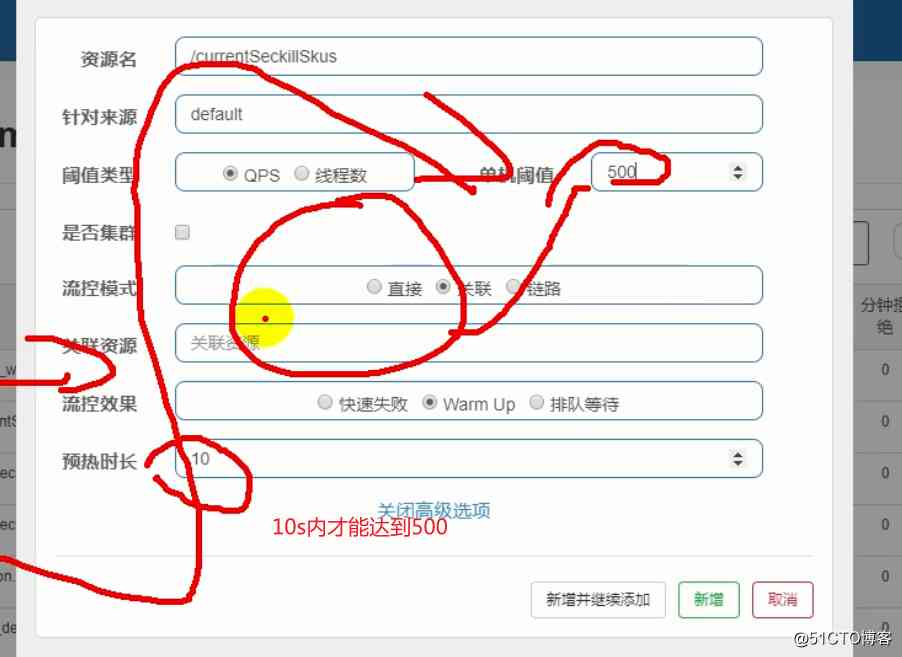 资源名 /currentSeckillSkus
针对来源 default
阈值类型 QPS 线程数 单机阈值 500
是否集群
流控模式 直接 关联 链路
分钟拒
绝
关联资源 关联资源
_w 0
流控效果 快速失败 Warm Up 排队等待
ntS 0
预热时长 10
ec 0
关闭高级选项
10s内才能达到500
ec 0
on. 0
新增并继续添加 新增 取消
_de 0
@51CTO博客